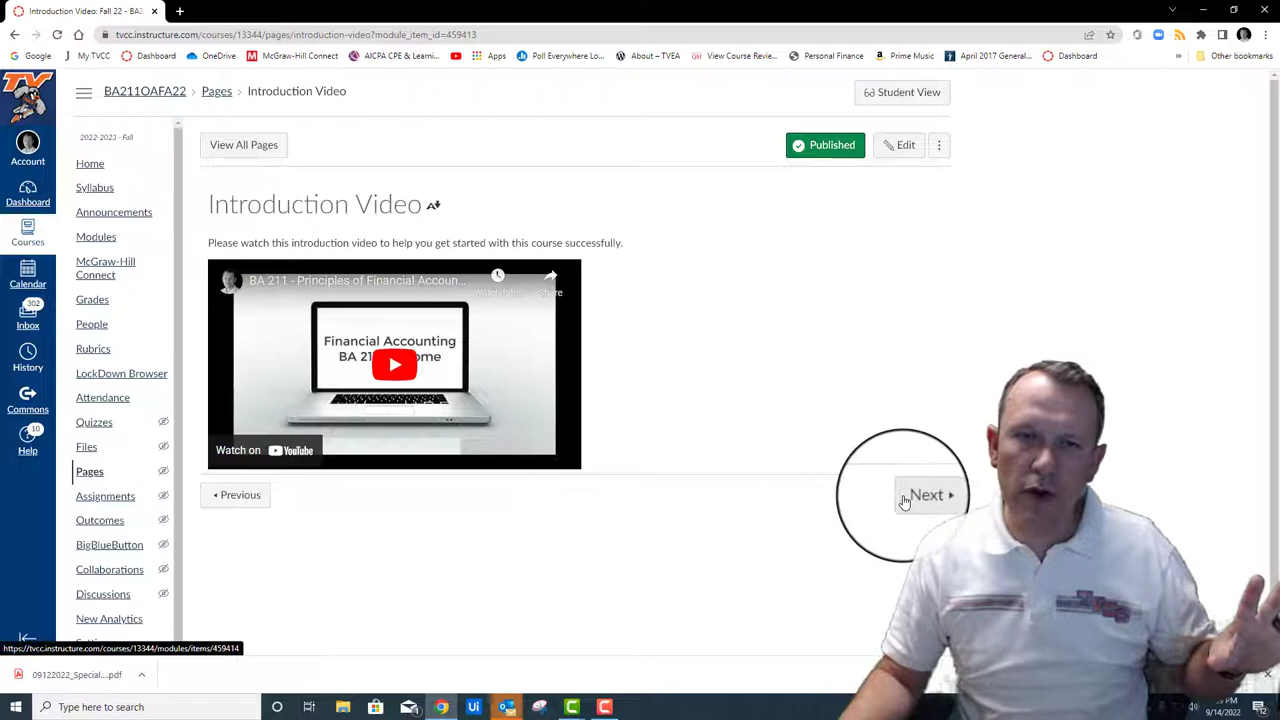 Introduction Video: Fall 22 - BA21
tvcc.instructure.com/courses/13344/pages/introduction-video?module_item_id=459413
Google
My TVCC
Dashboard
OneDrive
McGraw-Hill Connect
AICPA CPE & Learni...
Apps
Poll Everywhere Lo...
About – TVEA
View Course Revie...
Personal Finance
Prime Music
April 2017 General...
Dashboard
»
Other bookmarks
TV
BA211OAFA22 › Pages › Introduction Video
Student View
2022-2023 - Fall
View All Pages
Published
Edit
Account
Dashboard
Courses
Calendar
302
Inbox
History
Commons
10
Help
Home
Syllabus
Announcements
Modules
McGraw-Hill
Connect
Grades
People
Rubrics
LockDown Browser
Attendance
Quizzes
Files
Pages
Assignments
Outcomes
BigBlueButton
Collaborations
Discussions
New Analytics
Introduction Video
Please watch this introduction video to help you get started with this course successfully.
BA 211 - Principles of Financial Accoun...
Watch later
Share
Financial Accounting
BA 21
ome
Watch on YouTube
Previous
Next
https://tvcc.instructure.com/courses/13344/modules/items/459414
09122022_Special....pdf
Type here to search
Ui
PM
9/14/2022
12